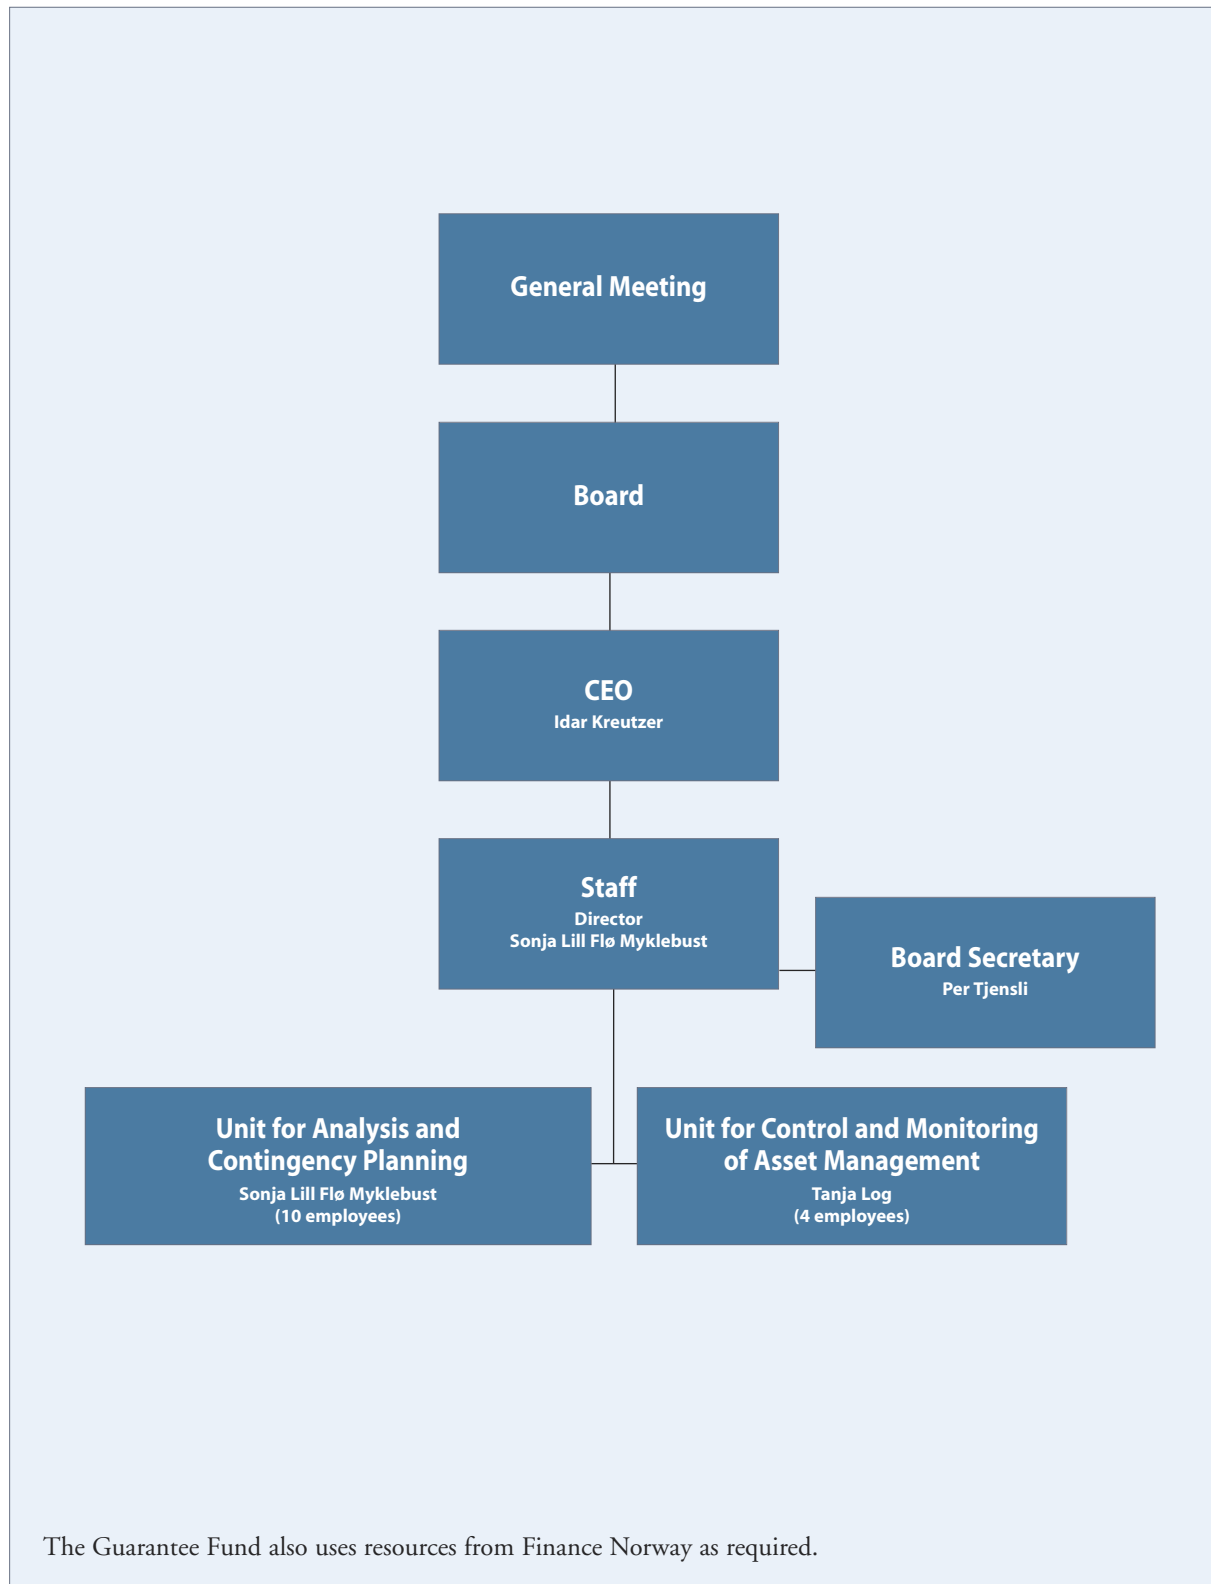 General Meeting
Board
CEO
Idar Kreutzer
Staff
Director
Sonja Lill Flø Myklebust
Board Secretary
Per Tjensli
Unit for Analysis and
Contingency Planning
Sonja Lill Flø Myklebust
(10 employees)
Unit for Control and Monitoring
of Asset Management
Tanja Log
(4 employees)
The Guarantee Fund also uses resources from Finance Norway as required.